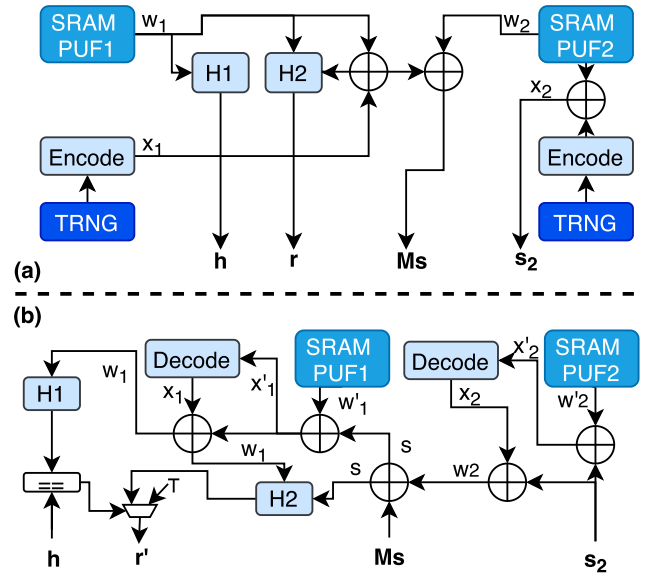 SRAM
PUF1
w1
H1
H2
w2
SRAM
PUF2
x2
Encode
x1
Encode
TRNG
TRNG
h
r
Ms
s2
(a)
(b)
H1
w1
Decode
x1
x'1
SRAM
PUF1
w'1
Decode
x'2
x2
SRAM
PUF2
w'2
w1
s
s
w2
==
T
H2
h
r'
Ms
s2